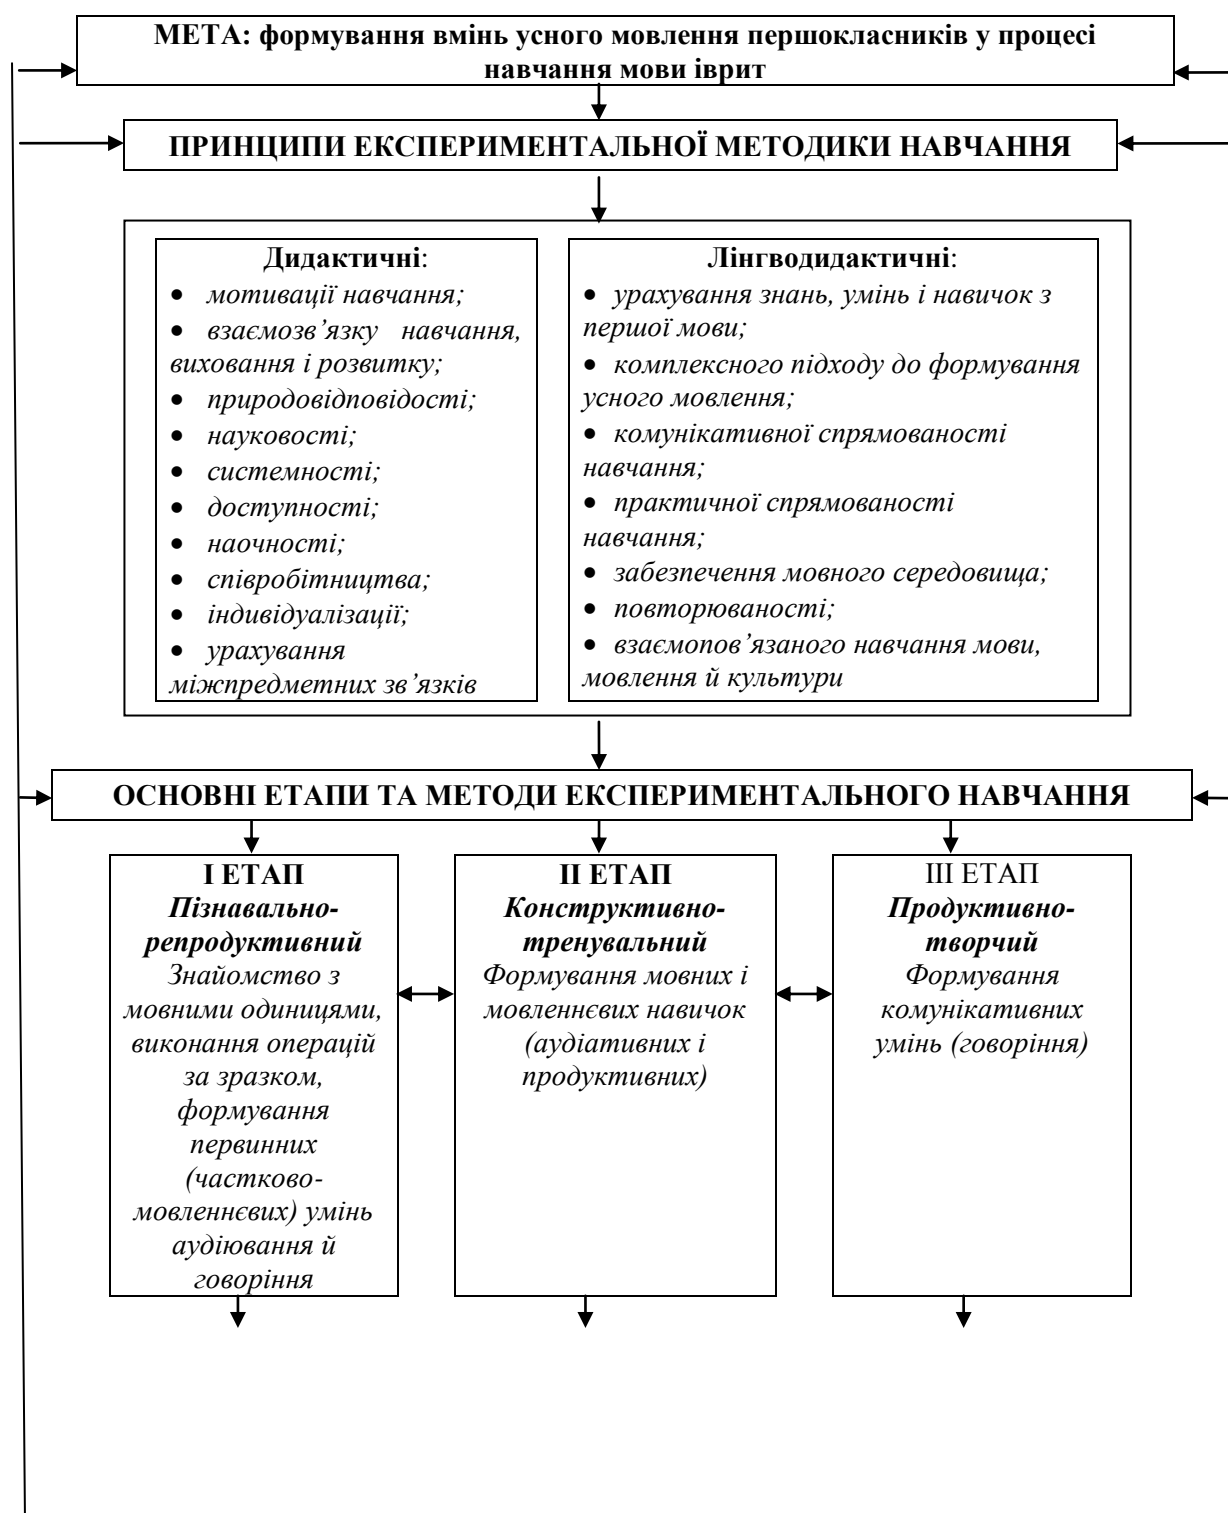 МЕТА: формування вмінь усного мовлення першокласників у процесі
навчання мови іврит
ПРИНЦИПИ ЕКСПЕРИМЕНТАЛЬНОЇ МЕТОДИКИ НАВЧАННЯ
Дидактичні:
• мотивації навчання;
• взаємозв’язку навчання,
виховання і розвитку;
• природовідповідості;
• науковості;
• системності;
• доступності;
• наочності;
• співробітництва;
• індивідуалізації;
• урахування
міжпредметних зв’язків
Лінгводидактичні:
• урахування знань, умінь і навичок з
першої мови;
• комплексного підходу до формування
усного мовлення;
• комунікативної спрямованості
навчання;
• практичної спрямованості
навчання;
• забезпечення мовного середовища;
• повторюваності;
• взаємопов’язаного навчання мови,
мовлення й культури
ОСНОВНІ ЕТАПИ ТА МЕТОДИ ЕКСПЕРИМЕНТАЛЬНОГО НАВЧАННЯ
І ЕТАП
Пізнавально-
репродуктивний
Знайомство з
мовними одиницями,
виконання операцій
за зразком,
формування
первинних
(частково-
мовленнєвих) умінь
аудіювання й
говоріння
ІІ ЕТАП
Конструктивно-
тренувальний
Формування мовних і
мовленнєвих навичок
(аудіативних і
продуктивних)
ІІІ ЕТАП
Продуктивно-
творчий
Формування
комунікативних
умінь (говоріння)